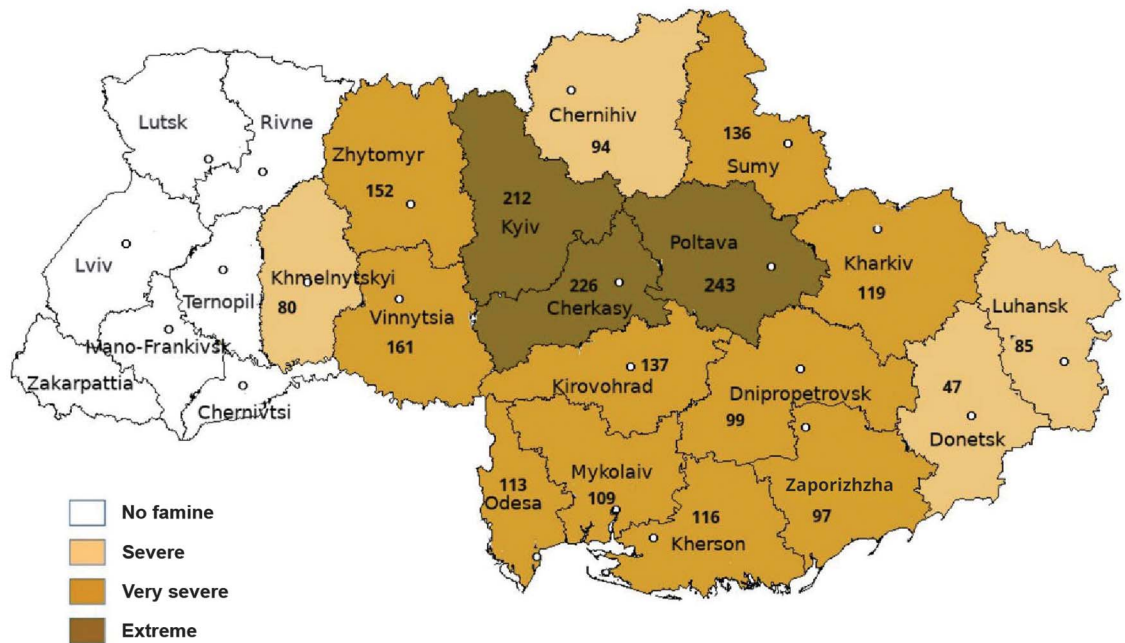 Chernihiv
94
Lutsk
Rivne
136
Sumy
Zhytomyr
152
212
Kyiv
Poltava
243
Lviv
Kharkiv
119
Khmelnytskyi
80
Ternopil
226
Cherkasy
Vinnytsia
161
Luhansk
85
Ivano-Frankivsk
Zakarpattia
Chernivtsi
137
Kirovohrad
Dnipropetrovsk
99
47
Donetsk
113
Odesa
Mykolaiv
109
116
Kherson
Zaporizhzha
97
No famine
Severe
Very severe
Extreme